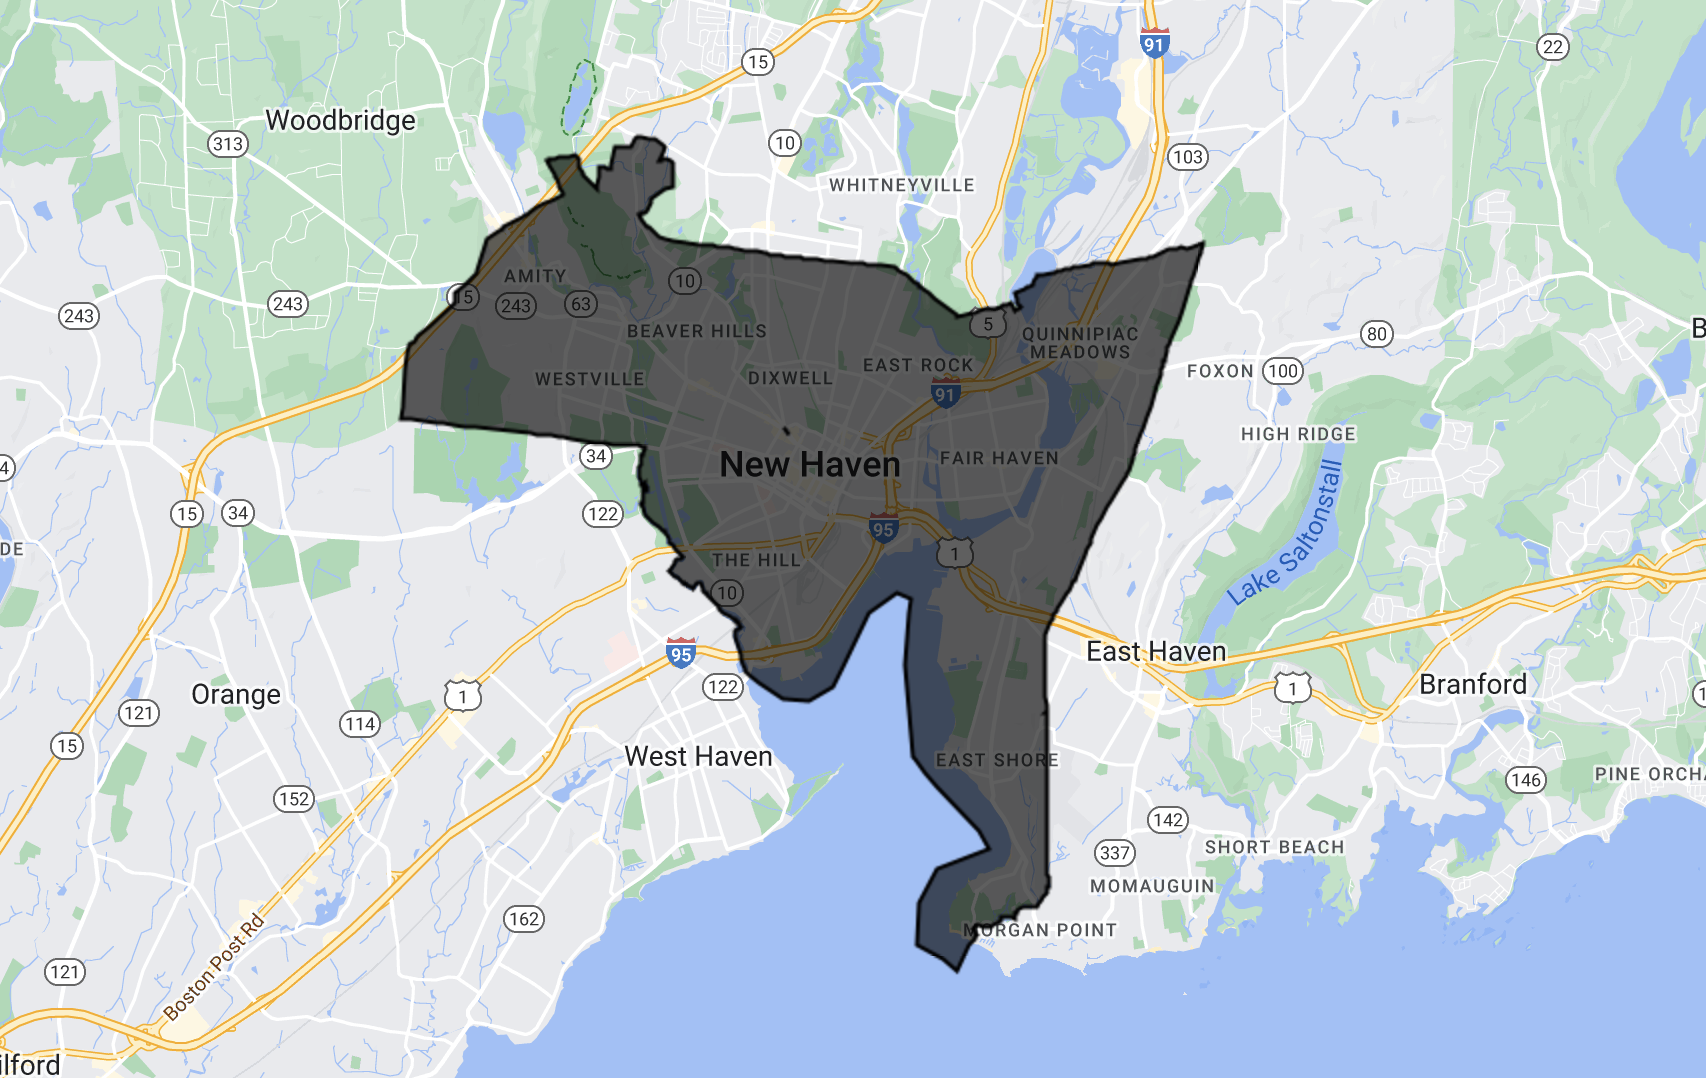 91
22
15
Woodbridge
313
10
103
WHITNEYVILLE
AMITY
10
15
243
63
243
243
5
QUINNIPIAC
MEADOWS
BEAVER HILLS
80
B
EAST ROCK
FOXON
100
WESTVILLE
DIXWELL
91
HIGH RIDGE
34
New Haven
FAIR HAVEN
4
15
34
122
95
Lake Saltonstall
DE
THE HILL
1
10
95
East Haven
122
Orange
1
1
Branford
1
121
114
15
West Haven
EAST SHORE
146
PINE ORCHA
152
142
SHORT BEACH
337
MOMAUGUIN
162
MORGAN POINT
Boston Post Rd
121
ilford